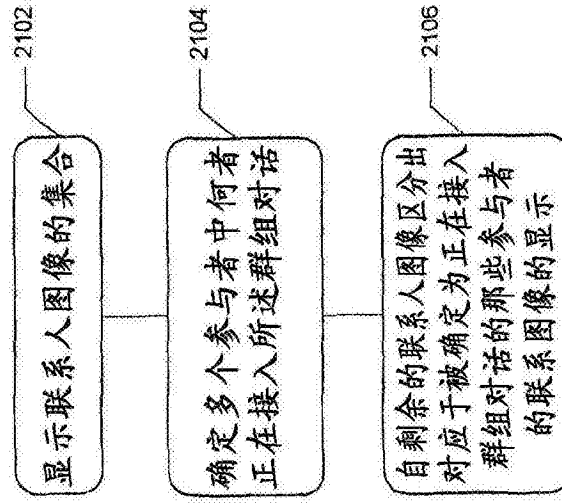 显示联系人图像的集合
2102
确定多个参与者中何者
正在接入所述群组对话
2104
自剩余的联系人图像区分出
对应于被确定为正在接入
群组对话的那些参与者
的联系图像的显示
2106